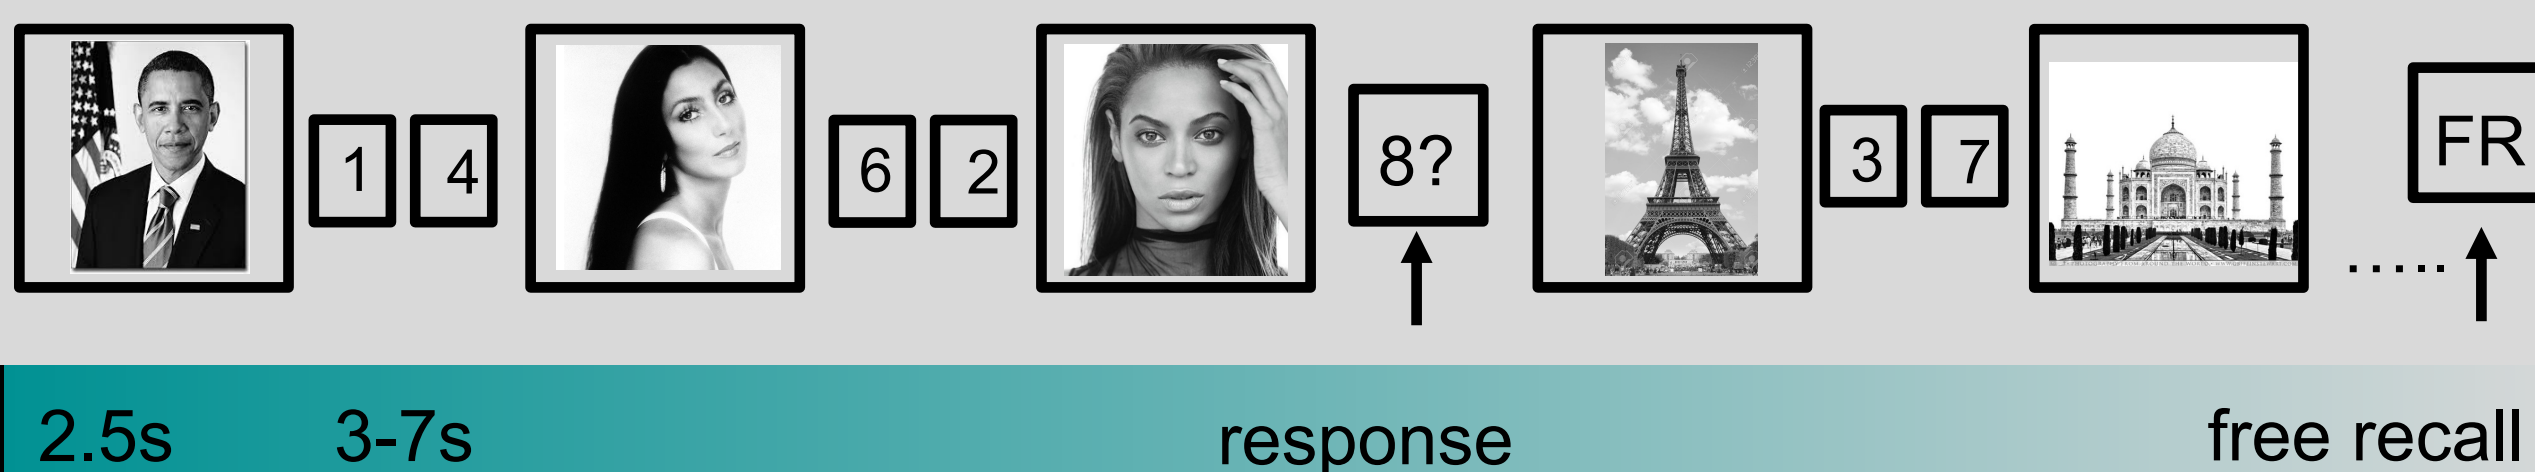 1 4 6 2 8? 3 7 FR
.....
2.5s 3-7s response free recall